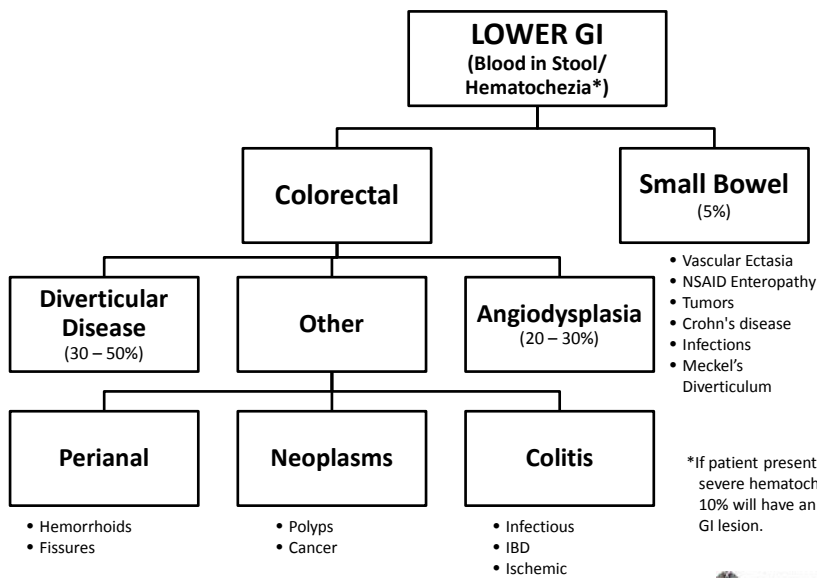 LOWER GI
(Blood in Stool/
Hematochezia*)
Colorectal
Small Bowel
(5%)
• Vascular Ectasia
• NSAID Enteropathy
• Tumors
• Crohn's disease
• Infections
• Meckel's
Diverticulum
Diverticular
Disease
(30 – 50%)
Other
Angiodysplasia
(20 – 30%)
Perianal
Neoplasms
Colitis
• Hemorrhoids
• Fissures
• Polyps
• Cancer
• Infectious
• IBD
• Ischemic
*If patient present
severe hematoch
10% will have an
GI lesion.